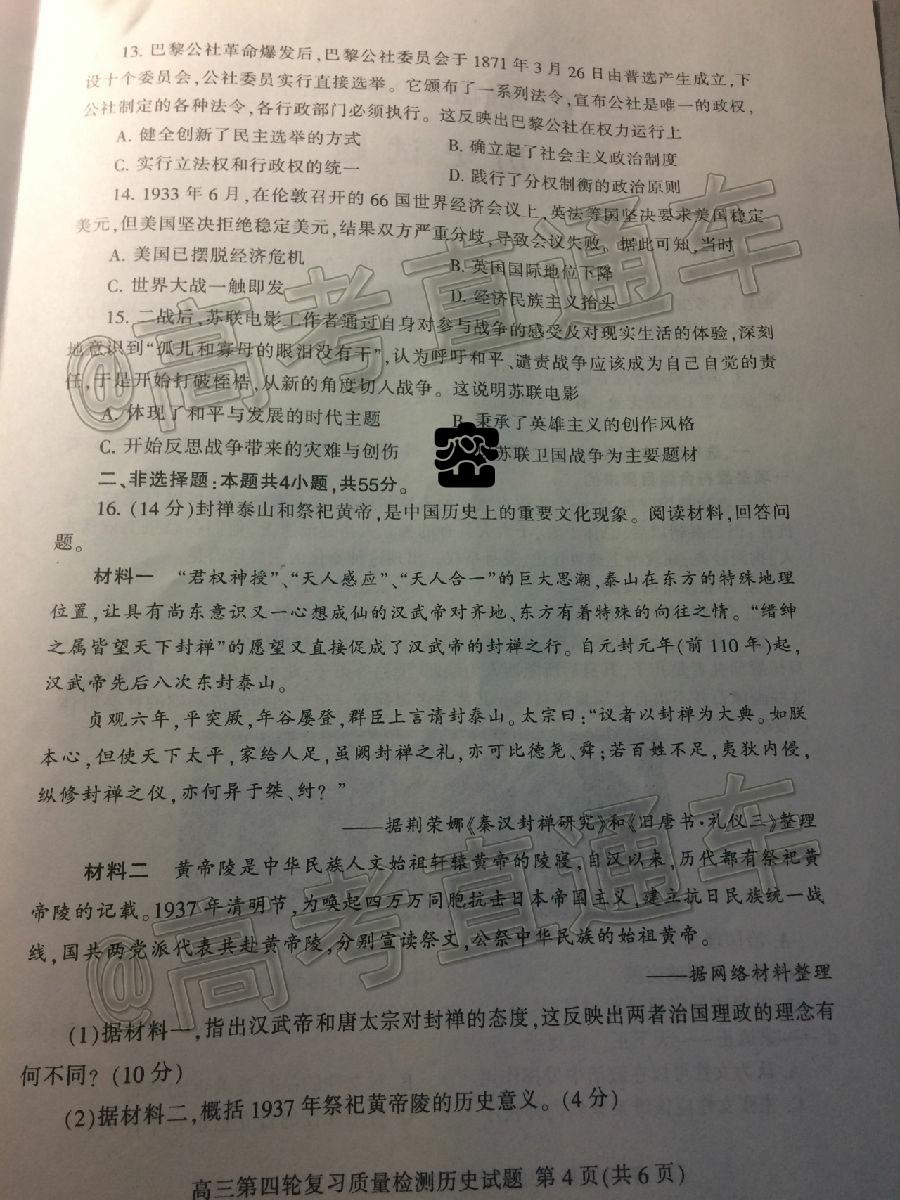 13. 巴黎公社革命爆发后，巴黎公社委员会于1871年3月26日由普选产生成立，下
设十个委员会，公社委员实行直接选举。它颁布了一系列法令，宣布公社是唯一的政权，
公社制定的各种法令，各行政部门必须执行。这反映出巴黎公社在权力运行上
A. 健全创新了民主选举的方式
B. 确立起了社会主义政治制度
C. 实行立法权和行政权的统一
D. 践行了分权制衡的政治原则
14. 1933年6月，在伦敦召开的66国世界经济会议上，英法等国坚决要求美国稳定
美元，但美国坚决拒绝稳定美元，结果双方严重分歧，导致会议失败。据此可知，当时
A. 美国已摆脱经济危机
B. 英国国际地位下降
C. 世界大战一触即发
D. 经济民族主义抬头
15. 二战后，苏联电影工作者通过自身对参与战争的感受及对现实生活的体验，深刻
地意识到“孤儿和寡母的眼泪没有干”，认为呼吁和平、谴责战争应该成为自己自觉的责
任，于是开始打破桎梏，从新的角度切入战争。这说明苏联电影
A. 体现了和平与发展的时代主题
B. 秉承了英雄主义的创作风格
C. 开始反思战争带来的灾难与创伤
苏联卫国战争为主要题材
二、非选择题：本题共4小题，共55分。
16. (14分)封禅泰山和祭祀黄帝，是中国历史上的重要文化现象。阅读材料，回答问
题。
材料一 “君权神授”、“天人感应”、“天人合一”的巨大思潮，泰山在东方的特殊地理
位置，让具有尚东意识又一心想成仙的汉武帝对齐地、东方有着特殊的向往之情。“缙绅
之属皆望天下封禅”的愿望又直接促成了汉武帝的封禅之行。自元封元年(前110年)起，
汉武帝先后八次东封泰山。
贞观六年，平突厥，年谷屡登，群臣上言请封泰山。太宗曰：“议者以封禅为大典。如朕
本心，但使天下太平，家给人足，虽阙封禅之礼，亦可比德尧、舜；若百姓不足，夷狄内侵，
纵修封禅之仪，亦何异于桀、纣？”
——据荆荣娜《秦汉封禅研究》和《旧唐书·礼仪三》整理
材料二 黄帝陵是中华民族人文始祖轩辕黄帝的陵寝，自汉以来，历代都有祭祀黄
帝陵的记载。1937年清明节，为唤起四万万同胞抗击日本帝国主义，建立抗日民族统一战
线，国共两党派代表共赴黄帝陵，分别宣读祭文，公祭中华民族的始祖黄帝。
——据网络材料整理
(1)据材料一，指出汉武帝和唐太宗对封禅的态度，这反映出两者治国理政的理念有
何不同？(10分)
(2)据材料二，概括1937年祭祀黄帝陵的历史意义。(4分)
高三第四轮复习质量检测历史试题 第4页(共6页)
@高考直通车
@高考直通车